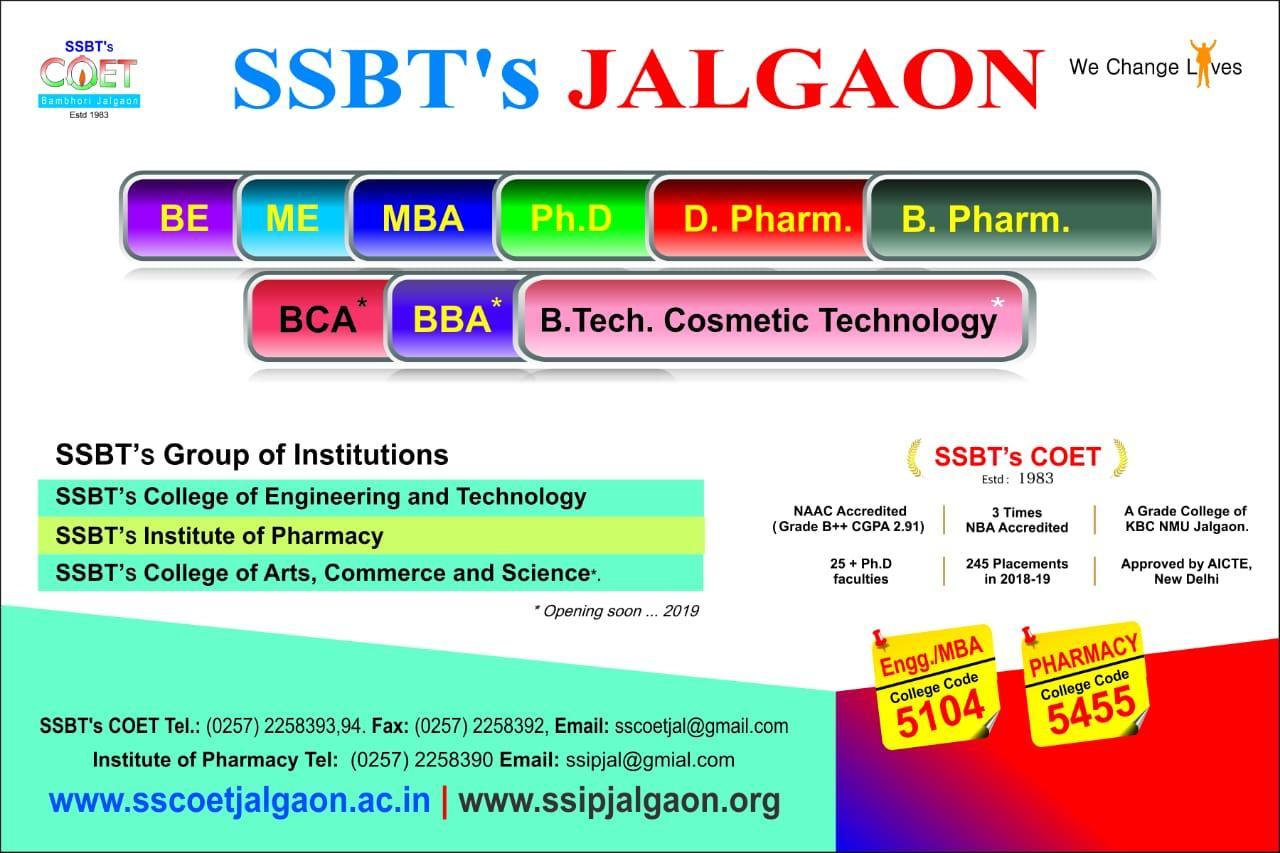 SSBT's
COET
Bambhori Jalgaon
Estd 1983
SSBT's JALGAON
We Change Lives
BE ME MBA Ph.D D. Pharm. B. Pharm.
BCA* BBA* B.Tech. Cosmetic Technology*
SSBT's Group of Institutions
SSBT's College of Engineering and Technology
SSBT's Institute of Pharmacy
SSBT's College of Arts, Commerce and Science*.
* Opening soon ... 2019
SSBT's COET
Estd : 1983
NAAC Accredited
(Grade B++ CGPA 2.91)
3 Times
NBA Accredited
A Grade College of
KBC NMU Jalgaon.
25 + Ph.D
faculties
245 Placements
in 2018-19
Approved by AICTE,
New Delhi
Engg./MBA
College Code
5104
PHARMACY
College Code
5455
SSBT's COET Tel.: (0257) 2258393,94. Fax: (0257) 2258392, Email: sscoetjal@gmail.com
Institute of Pharmacy Tel: (0257) 2258390 Email: ssipjal@gmial.com
www.sscoetjalgaon.ac.in | www.ssipjalgaon.org